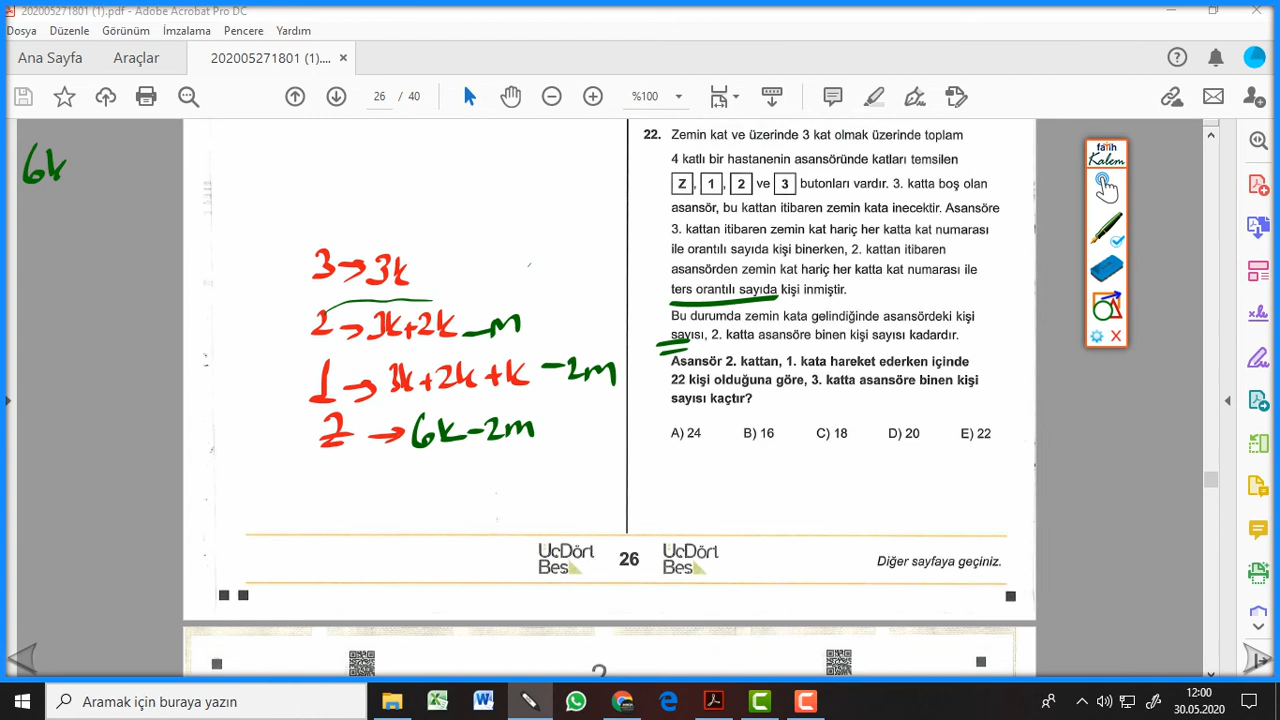 202005271801 (1).pdf - Adobe Acrobat Pro DC
Dosya Düzenle Görünüm İmzalama Pencere Yardım
Ana Sayfa Araçlar 202005271801 (1).... ×
26 / 40 %100
6k
3 → 3k
2 → 3k+2k - m
1 → 3k+2k+k - 2m
Z → 6k-2m
22. Zemin kat ve üzerinde 3 kat olmak üzerinde toplam
4 katlı bir hastanenin asansöründe katları temsilen
Z, 1, 2 ve 3 butonları vardır. 3. katta boş olan
asansör, bu kattan itibaren zemin kata inecektir. Asansöre
3. kattan itibaren zemin kat hariç her katta kat numarası
ile orantılı sayıda kişi binerken, 2. kattan itibaren
asansörden zemin kat hariç her katta kat numarası ile
ters orantılı sayıda kişi inmiştir.
Bu durumda zemin kata gelindiğinde asansördeki kişi
sayısı, 2. katta asansöre binen kişi sayısı kadardır.
Asansör 2. kattan, 1. kata hareket ederken içinde
22 kişi olduğuna göre, 3. katta asansöre binen kişi
sayısı kaçtır?
A) 24 B) 16 C) 18 D) 20 E) 22
fatih
Kalem
ÜçDört
Beş
26
ÜçDört
Beş
Diğer sayfaya geçiniz.
Aramak için buraya yazın
12:00
30.05.2020